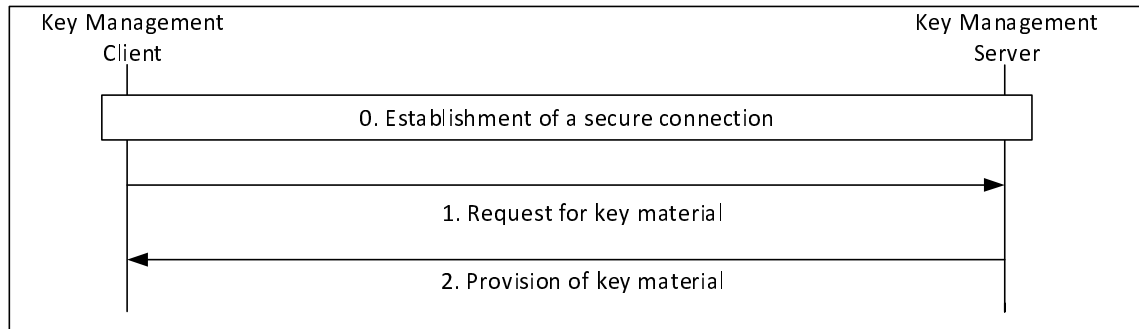 Key Management
Client
Key Management
Server
0. Establishment of a secure connection
1. Request for key material
2. Provision of key material